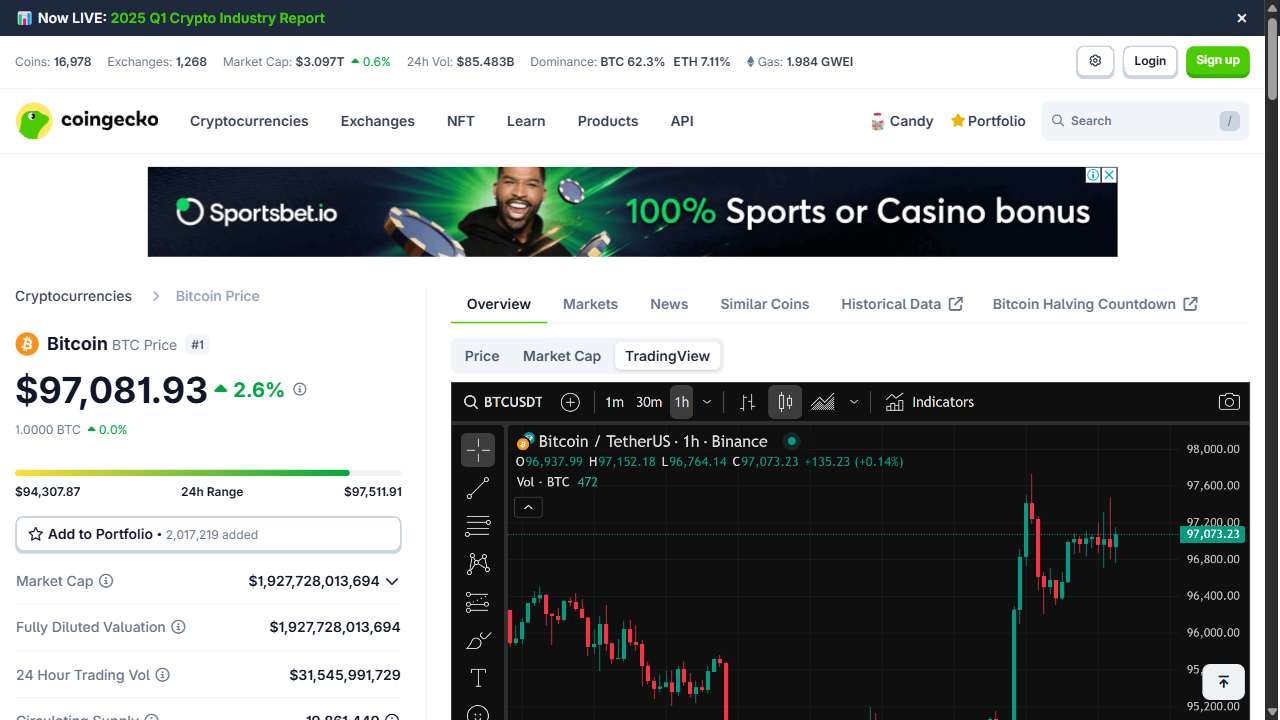 Now LIVE: 2025 Q1 Crypto Industry Report
Coins: 16,978 Exchanges: 1,268 Market Cap: $3.097T 0.6% 24h Vol: $85.483B Dominance: BTC 62.3% ETH 7.11% Gas: 1.984 GWEI
Login
Sign up
coingecko
Cryptocurrencies Exchanges NFT Learn Products API
Candy Portfolio
Search /
Sportsbet.io
100% Sports or Casino bonus
Cryptocurrencies > Bitcoin Price
Bitcoin BTC Price #1
$97,081.93 2.6%
1.0000 BTC 0.0%
$94,307.87 24h Range $97,511.91
Add to Portfolio • 2,017,219 added
Market Cap $1,927,728,013,694
Fully Diluted Valuation $1,927,728,013,694
24 Hour Trading Vol $31,545,991,729
Circulating Supply 19,861,440
Overview Markets News Similar Coins Historical Data Bitcoin Halving Countdown
Price Market Cap TradingView
BTCUSDT 1m 30m 1h Indicators
Bitcoin / TetherUS · 1h · Binance
O96,937.99 H97,152.18 L96,764.14 C97,073.23 +135.23 (+0.14%)
Vol · BTC 472
98,000.00
97,600.00
97,200.00
97,073.23
96,800.00
96,400.00
96,000.00
95,
95,200.00